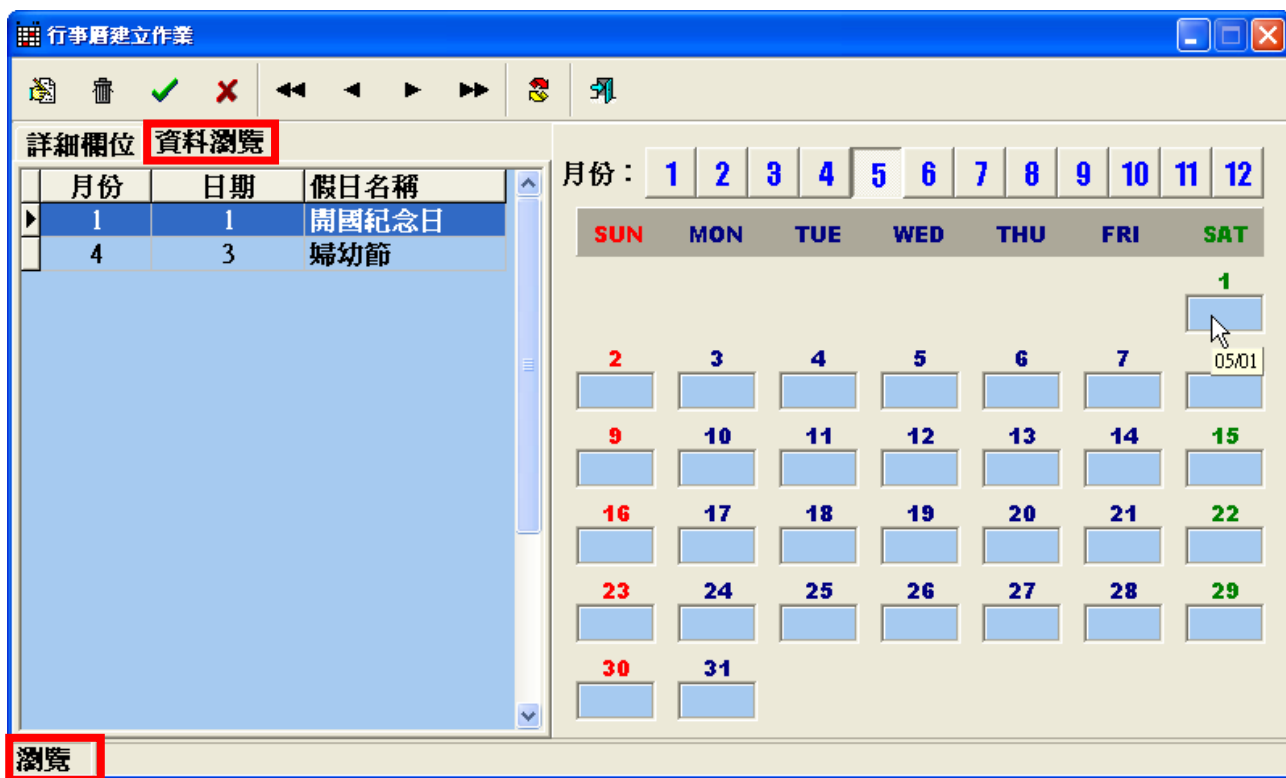 行事曆建立作業
詳細欄位 資料瀏覽
月份 日期 假日名稱
1 1 開國紀念日
4 3 婦幼節
月份： 1 2 3 4 5 6 7 8 9 10 11 12
SUN MON TUE WED THU FRI SAT
1
05/01
2 3 4 5 6 7
9 10 11 12 13 14 15
16 17 18 19 20 21 22
23 24 25 26 27 28 29
30 31
瀏覽